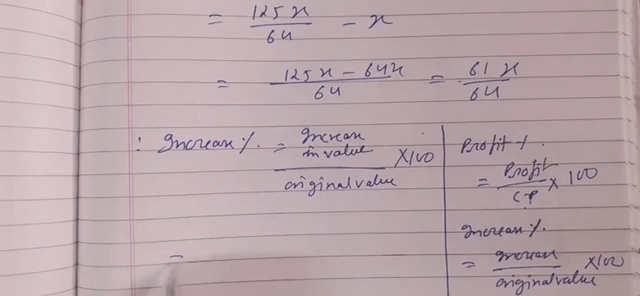 = 125x/64 - x
= 125x - 64x/64 = 61x/64
: Increase %. = Increase in value/original value × 100
=
Profit %.
= Profit/CP × 100
Increase %.
= Increase/original value × 100